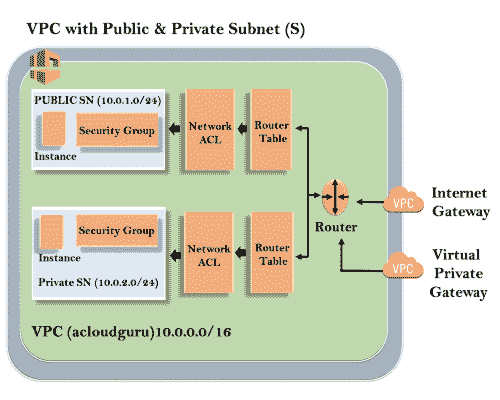 VPC with Public & Private Subnet (S)
PUBLIC SN (10.0.1.0/24)
Security Group
Instance
Network
ACL
Router
Table
Router
VPC
Internet
Gateway
Security Group
Instance
Private SN (10.0.2.0/24)
Network
ACL
Router
Table
VPC
Virtual
Private
Gateway
VPC (acloudguru)10.0.0.0/16